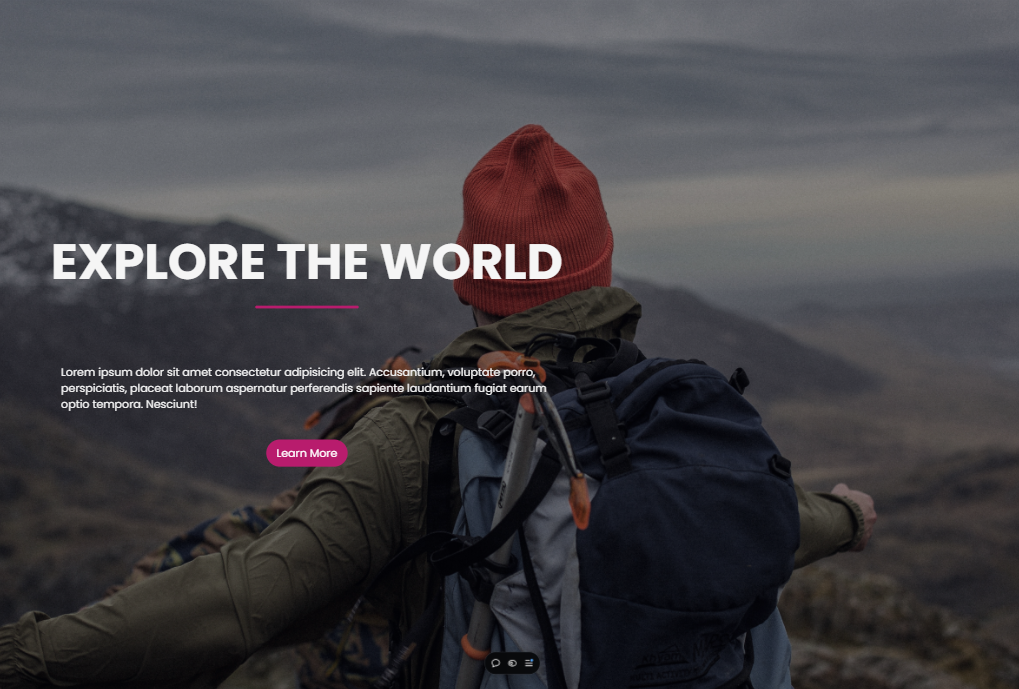 EXPLORE THE WORLD
Lorem ipsum dolor sit amet consectetur adipisicing elit. Accusantium, voluptate porro,
perspiciatis, placeat laborum aspernatur perferendis sapiente laudantium fugiat earum
optio tempora. Nesciunt!
Learn More